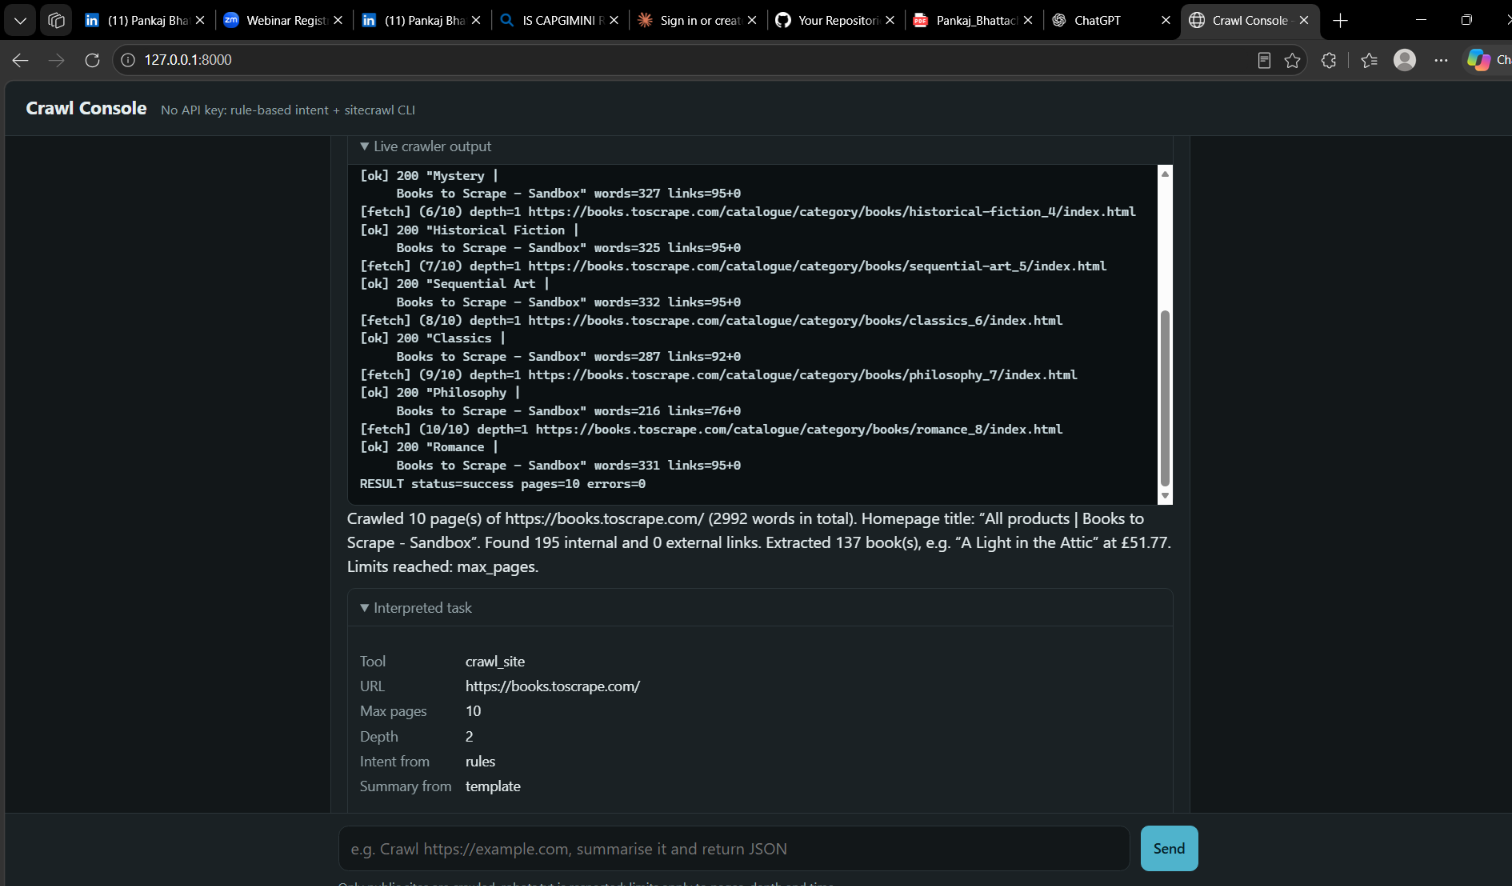 (11) Pankaj Bha
Webinar Regist
(11) Pankaj Bha
IS CAPGIMINI R
Sign in or creat
Your Repositori
Pankaj_Bhattac
ChatGPT
Crawl Console -
127.0.0.1:8000
Ch
Crawl Console No API key: rule-based intent + sitecrawl CLI
▼ Live crawler output
[ok] 200 "Mystery |
Books to Scrape - Sandbox" words=327 links=95+0
[fetch] (6/10) depth=1 https://books.toscrape.com/catalogue/category/books/historical-fiction_4/index.html
[ok] 200 "Historical Fiction |
Books to Scrape - Sandbox" words=325 links=95+0
[fetch] (7/10) depth=1 https://books.toscrape.com/catalogue/category/books/sequential-art_5/index.html
[ok] 200 "Sequential Art |
Books to Scrape - Sandbox" words=332 links=95+0
[fetch] (8/10) depth=1 https://books.toscrape.com/catalogue/category/books/classics_6/index.html
[ok] 200 "Classics |
Books to Scrape - Sandbox" words=287 links=92+0
[fetch] (9/10) depth=1 https://books.toscrape.com/catalogue/category/books/philosophy_7/index.html
[ok] 200 "Philosophy |
Books to Scrape - Sandbox" words=216 links=76+0
[fetch] (10/10) depth=1 https://books.toscrape.com/catalogue/category/books/romance_8/index.html
[ok] 200 "Romance |
Books to Scrape - Sandbox" words=331 links=95+0
RESULT status=success pages=10 errors=0
Crawled 10 page(s) of https://books.toscrape.com/ (2992 words in total). Homepage title: “All products | Books to
Scrape - Sandbox”. Found 195 internal and 0 external links. Extracted 137 book(s), e.g. “A Light in the Attic” at £51.77.
Limits reached: max_pages.
▼ Interpreted task
Tool crawl_site
URL https://books.toscrape.com/
Max pages 10
Depth 2
Intent from rules
Summary from template
e.g. Crawl https://example.com, summarise it and return JSON
Send